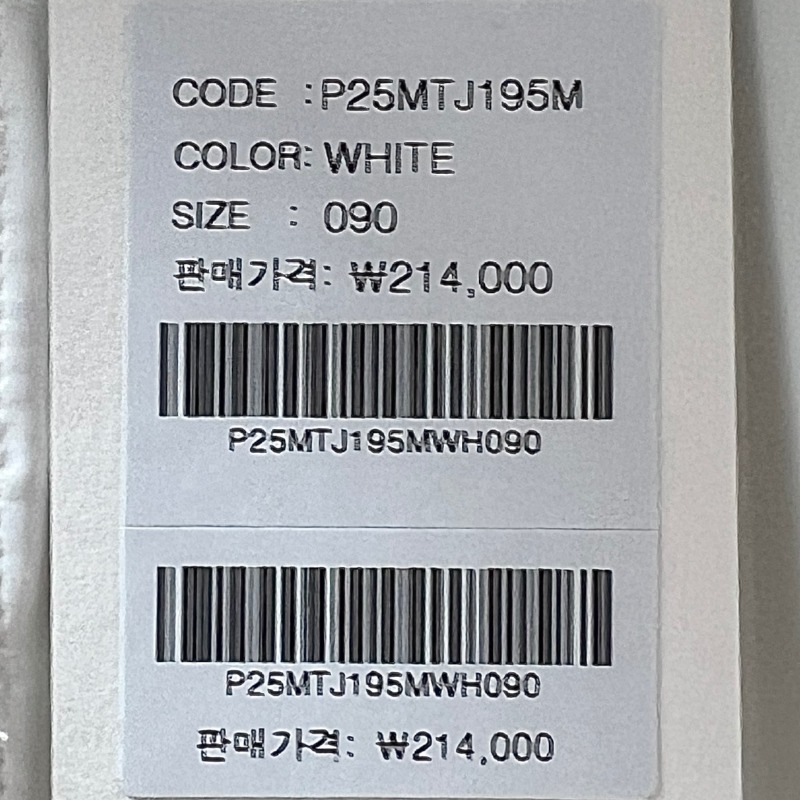 CODE : P25MTJ195M
COLOR: WHITE
SIZE : 090
판매가격: ₩214,000
P25MTJ195MWH090
P25MTJ195MWH090
판매가격: ₩214,000